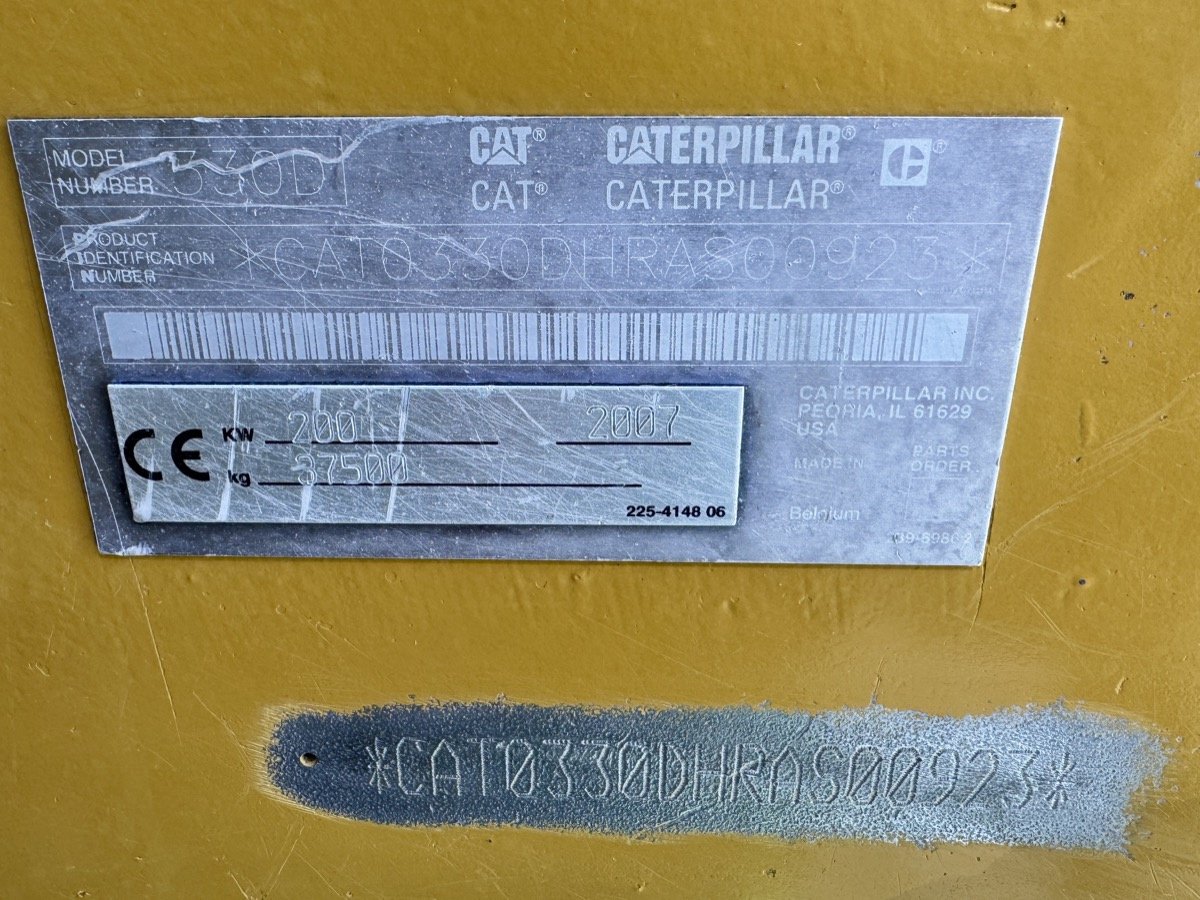 MODEL NUMBER 330D
CAT® CATERPILLAR®
CAT® CATERPILLAR®
PRODUCT IDENTIFICATION NUMBER *CAT0330DHRAS00923*
CE KW 200 2007
kg 37500
225-4148 06
CATERPILLAR INC.
PEORIA, IL 61629
USA
MADE IN
PARTS ORDER
Belgium
*CAT0330DHRAS00923*